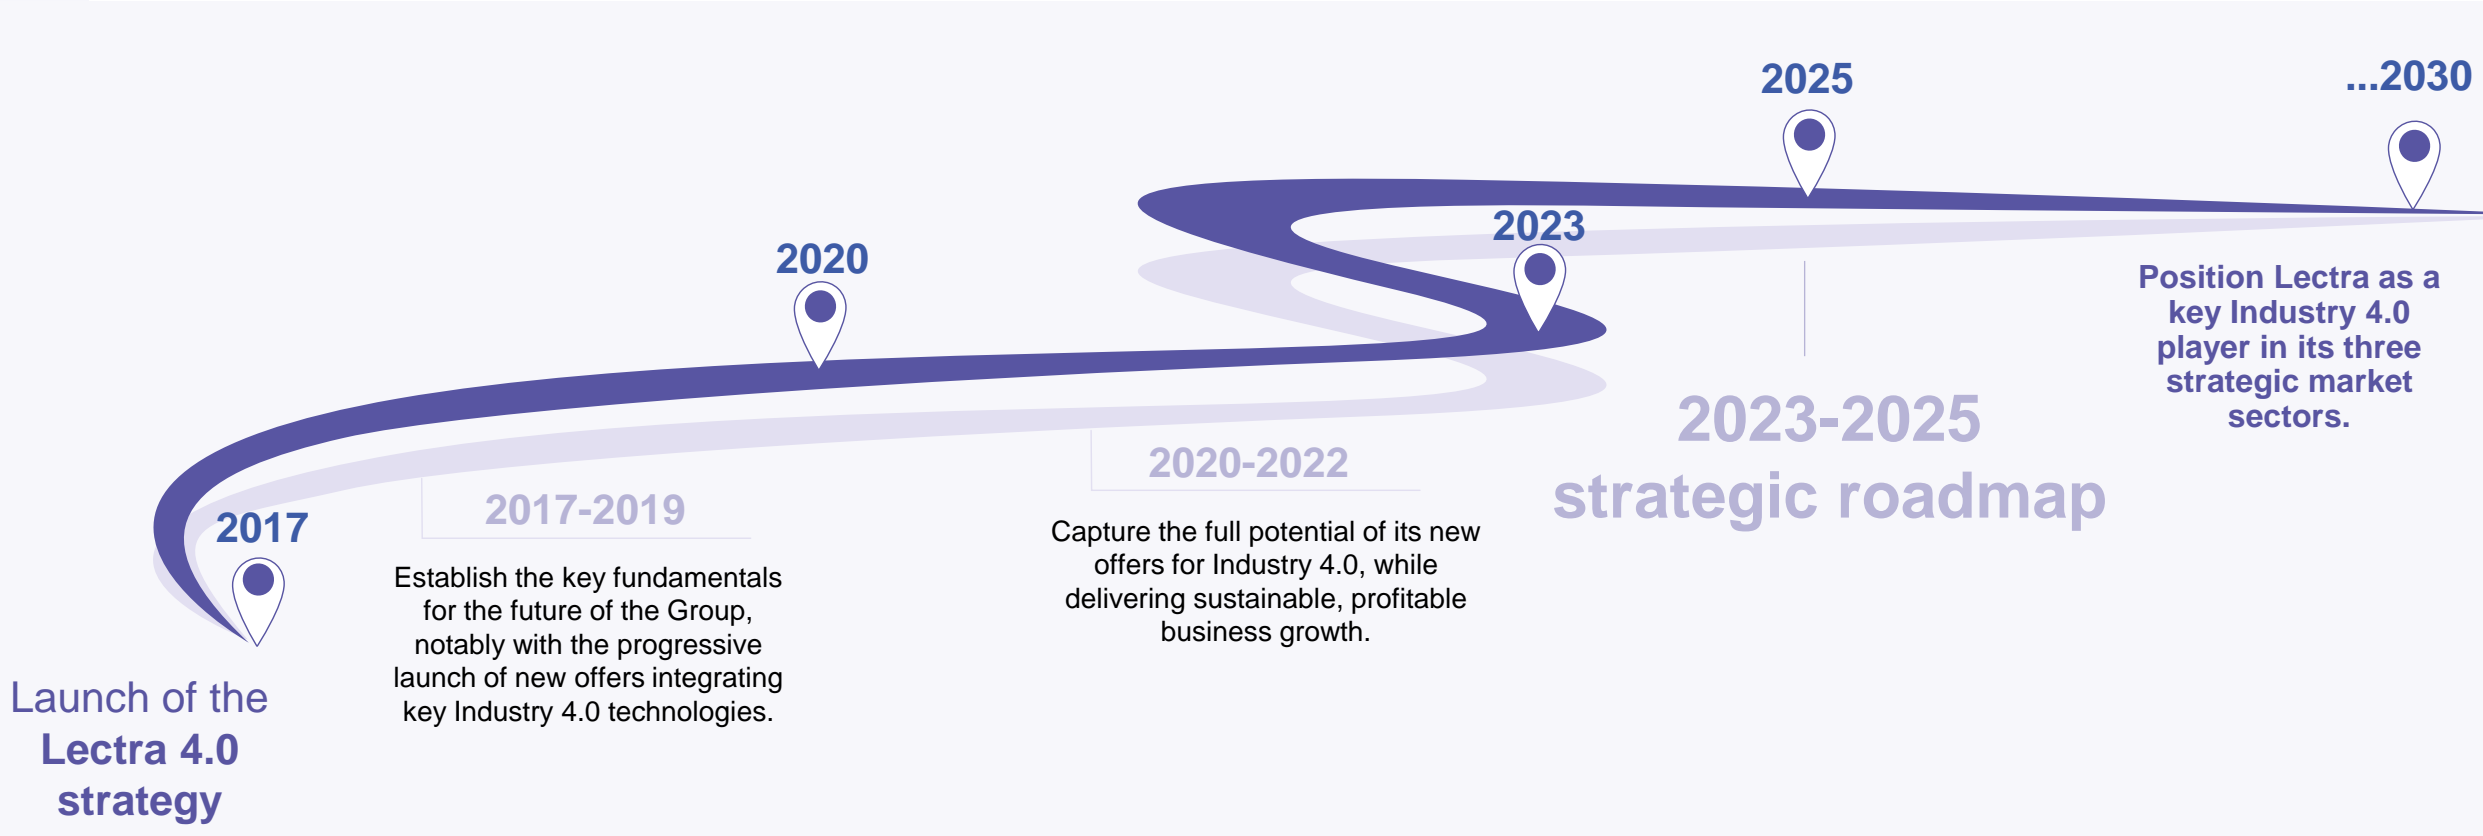 2017
Launch of the
Lectra 4.0
strategy
2017-2019
Establish the key fundamentals
for the future of the Group,
notably with the progressive
launch of new offers integrating
key Industry 4.0 technologies.
2020
2020-2022
Capture the full potential of its new
offers for Industry 4.0, while
delivering sustainable, profitable
business growth.
2023
2025
2023-2025
strategic roadmap
...2030
Position Lectra as a
key Industry 4.0
player in its three
strategic market
sectors.